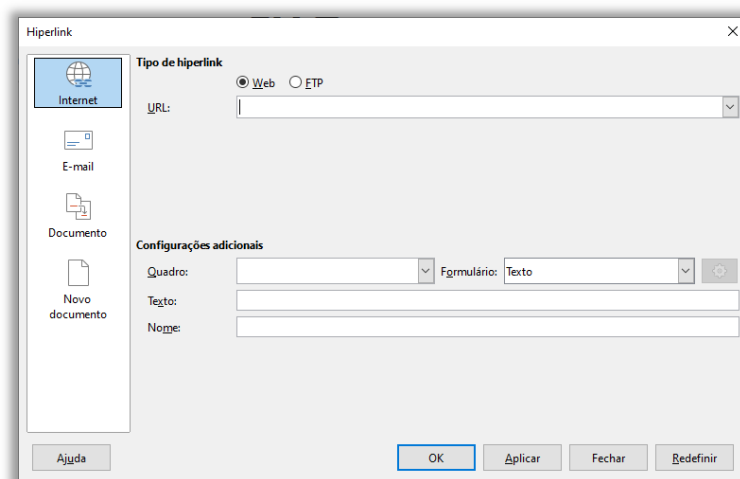 Hiperlink
Internet
E-mail
Documento
Novo
documento
Tipo de hiperlink
Web FTP
URL:
Configurações adicionais
Quadro: Formulário: Texto
Texto:
Nome:
Ajuda OK Aplicar Fechar Redefinir